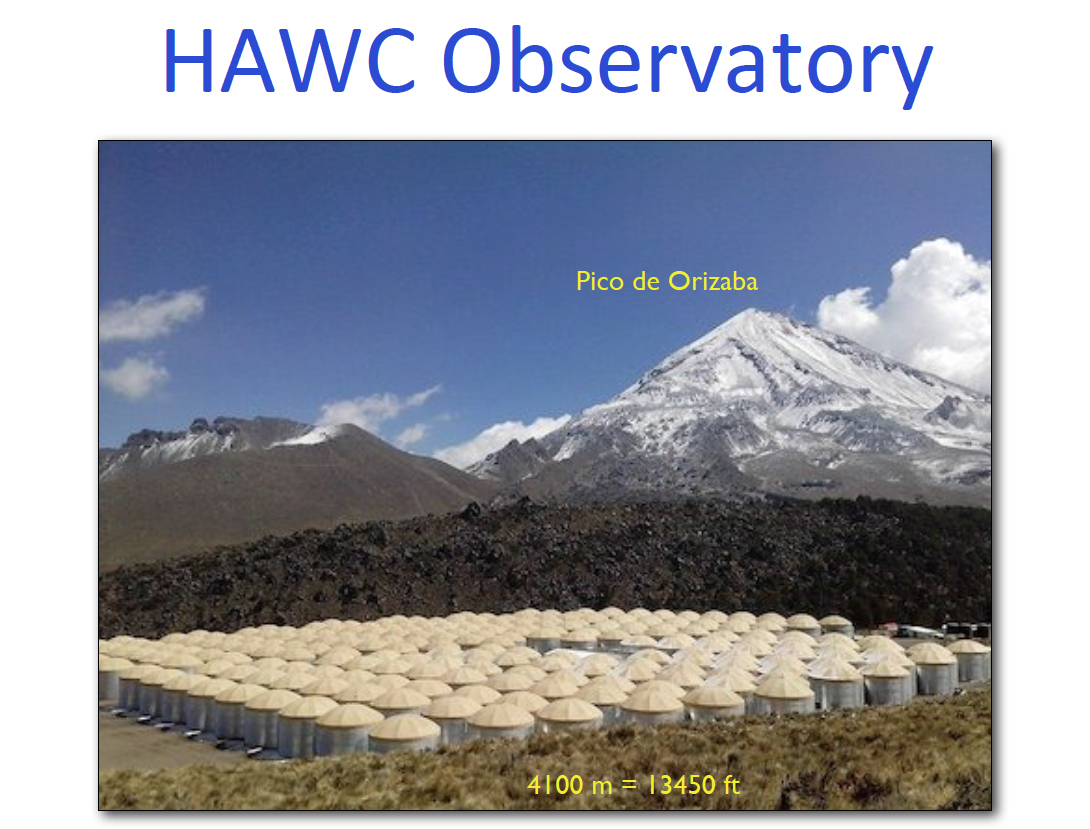 HAWC Observatory
Pico de Orizaba
4100 m = 13450 ft